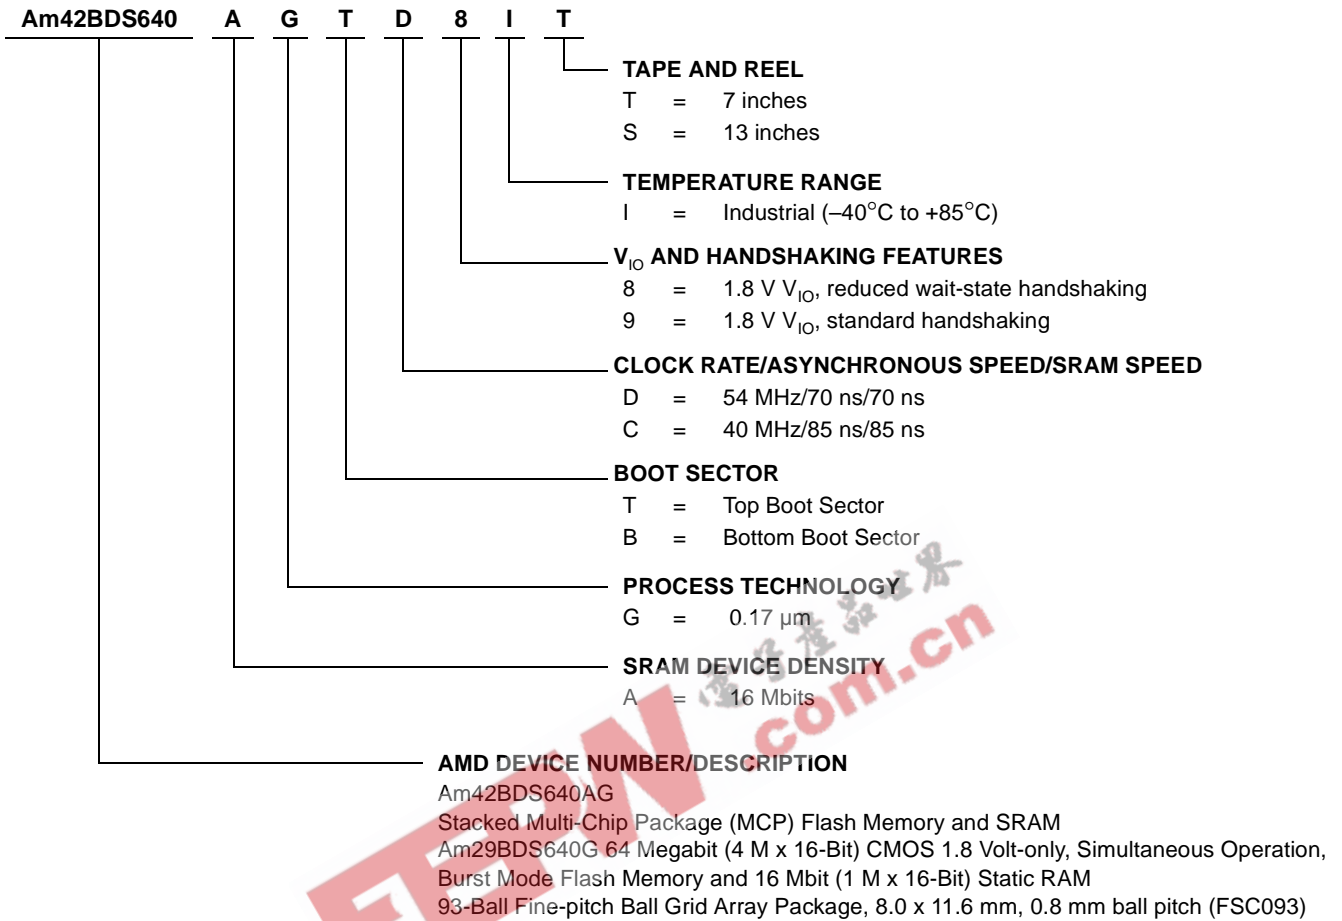 Am42BDS640 A G T D 8 I T
TAPE AND REEL
T = 7 inches
S = 13 inches
TEMPERATURE RANGE
I = Industrial (–40°C to +85°C)
VIO AND HANDSHAKING FEATURES
8 = 1.8 V VIO, reduced wait-state handshaking
9 = 1.8 V VIO, standard handshaking
CLOCK RATE/ASYNCHRONOUS SPEED/SRAM SPEED
D = 54 MHz/70 ns/70 ns
C = 40 MHz/85 ns/85 ns
BOOT SECTOR
T = Top Boot Sector
B = Bottom Boot Sector
PROCESS TECHNOLOGY
G = 0.17 µm
SRAM DEVICE DENSITY
A = 16 Mbits
.com.cn
AMD DEVICE NUMBER/DESCRIPTION
Am42BDS640AG
Stacked Multi-Chip Package (MCP) Flash Memory and SRAM
Am29BDS640G 64 Megabit (4 M x 16-Bit) CMOS 1.8 Volt-only, Simultaneous Operation,
Burst Mode Flash Memory and 16 Mbit (1 M x 16-Bit) Static RAM
93-Ball Fine-pitch Ball Grid Array Package, 8.0 x 11.6 mm, 0.8 mm ball pitch (FSC093)